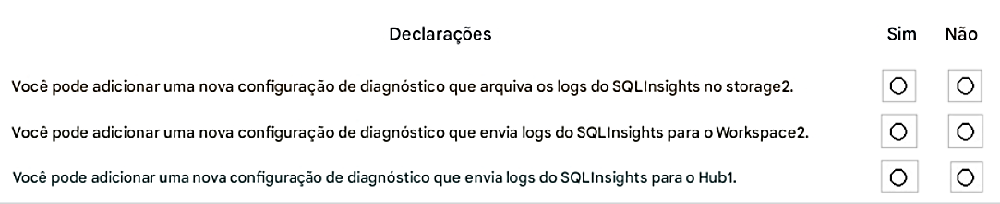 Declarações Sim Não
Você pode adicionar uma nova configuração de diagnóstico que arquiva os logs do SQLInsights no storage2.
Você pode adicionar uma nova configuração de diagnóstico que envia logs do SQLInsights para o Workspace2.
Você pode adicionar uma nova configuração de diagnóstico que envia logs do SQLInsights para o Hub1.